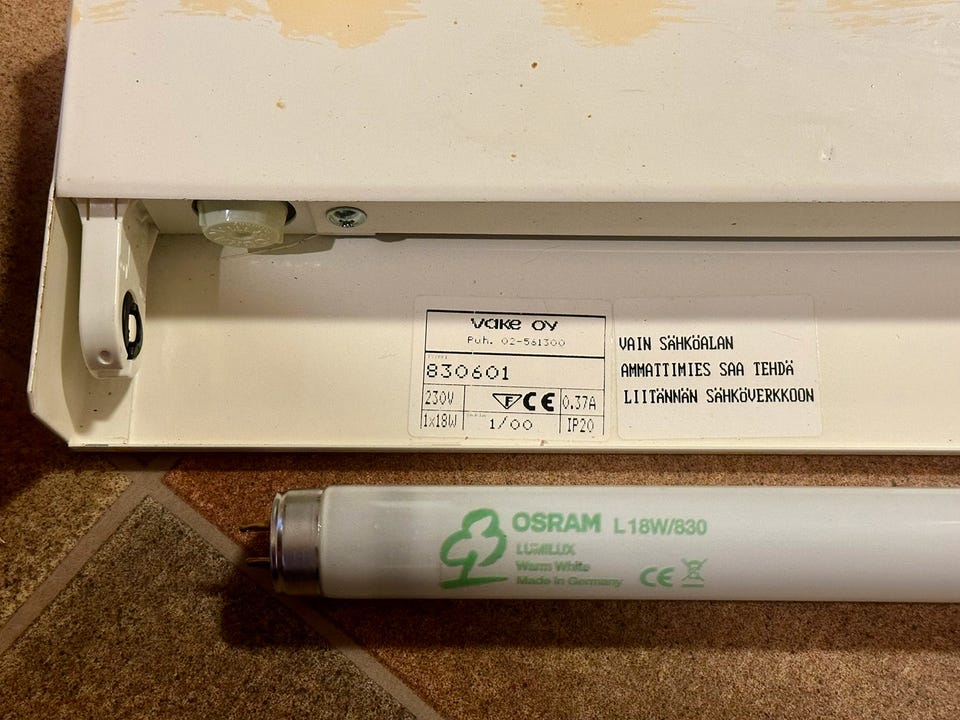 vake oy
Puh. 02-561300
830601
230V F CE 0.37A
1x18W 1/00 IP20
VAIN SÄHKÖALAN
AMMATTIMIES SAA TEHDÄ
LIITÄNNÄN SÄHKÖVERKKOON
OSRAM L 18W/830
LUMILUX
Warm White
Made in Germany CE